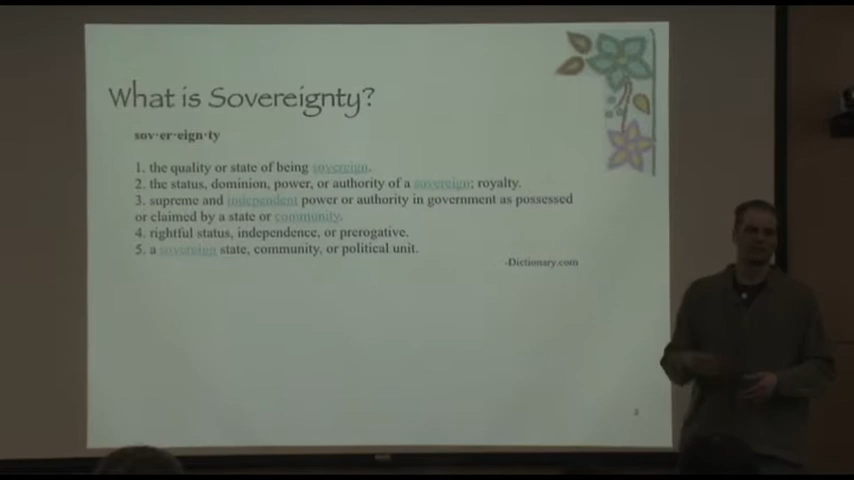 What is Sovereignty?
sov·er·eign·ty
1. the quality or state of being sovereign.
2. the status, dominion, power, or authority of a sovereign; royalty.
3. supreme and independent power or authority in government as possessed
or claimed by a state or community.
4. rightful status, independence, or prerogative.
5. a sovereign state, community, or political unit.
-Dictionary.com